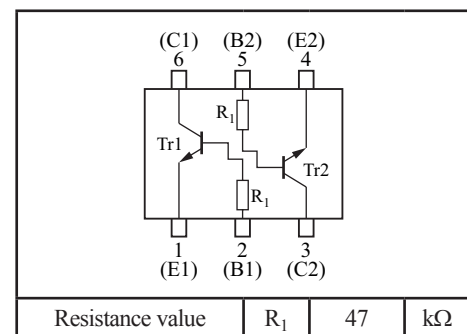 (C1) (B2) (E2)
6 5 4
R1
Tr1
Tr2
R1
1 2 3
(E1) (B1) (C2)
Resistance value R1 47 kΩ